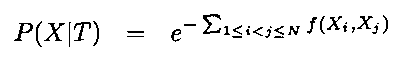 P(X|T) = e^{-\sum_{1 \leq i < j \leq N} f(X_i, X_j)}